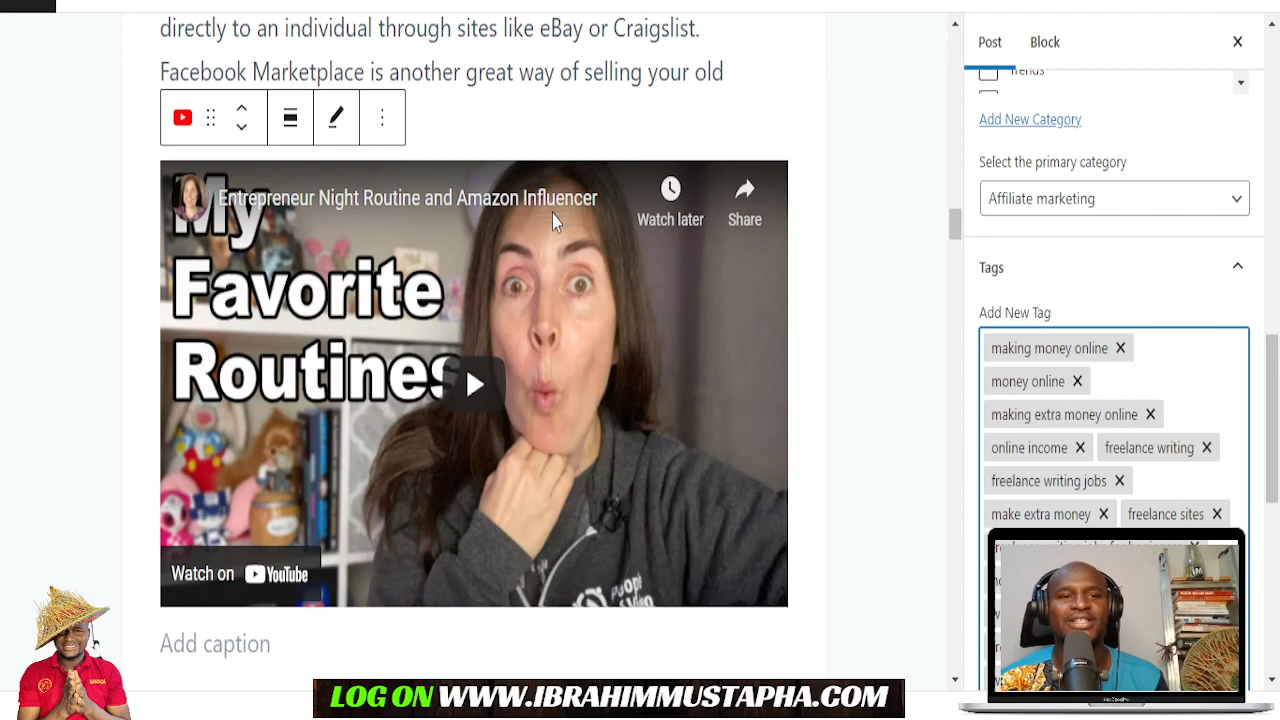 directly to an individual through sites like eBay or Craigslist.
Facebook Marketplace is another great way of selling your old
My
Entrepreneur Night Routine and Amazon Influencer
Watch later
Share
Favorite
Routines
Watch on YouTube
Add caption
Post
Block
Trends
Add New Category
Select the primary category
Affiliate marketing
Tags
Add New Tag
making money online
money online
making extra money online
online income
freelance writing
freelance writing jobs
make extra money
freelance sites
LOG ON WWW.IBRAHIMMUSTAPHA.COM